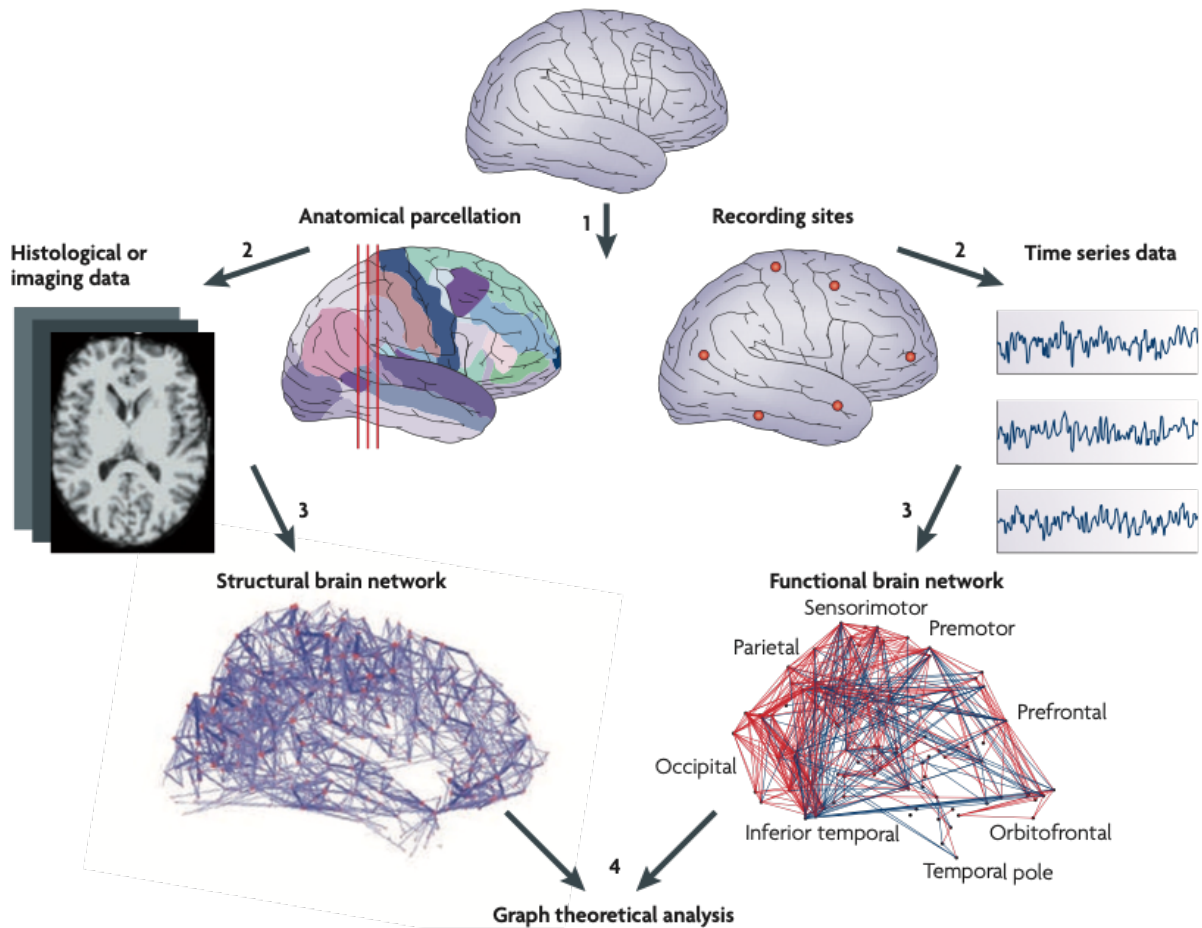 Anatomical parcellation
1
Recording sites
2
2
Histological or
imaging data
Time series data
3
3
Structural brain network
Functional brain network
Sensorimotor
Premotor
Parietal
Prefrontal
Occipital
Inferior temporal
Orbitofrontal
Temporal pole
4
Graph theoretical analysis